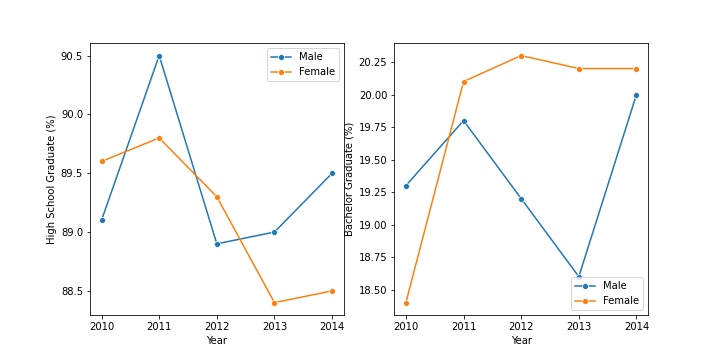 High School Graduate (%)
90.5
90.0
89.5
89.0
88.5
2010 2011 2012 2013 2014
Year
Male
Female
Bachelor Graduate (%)
20.25
20.00
19.75
19.50
19.25
19.00
18.75
18.50
2010 2011 2012 2013 2014
Year
Male
Female